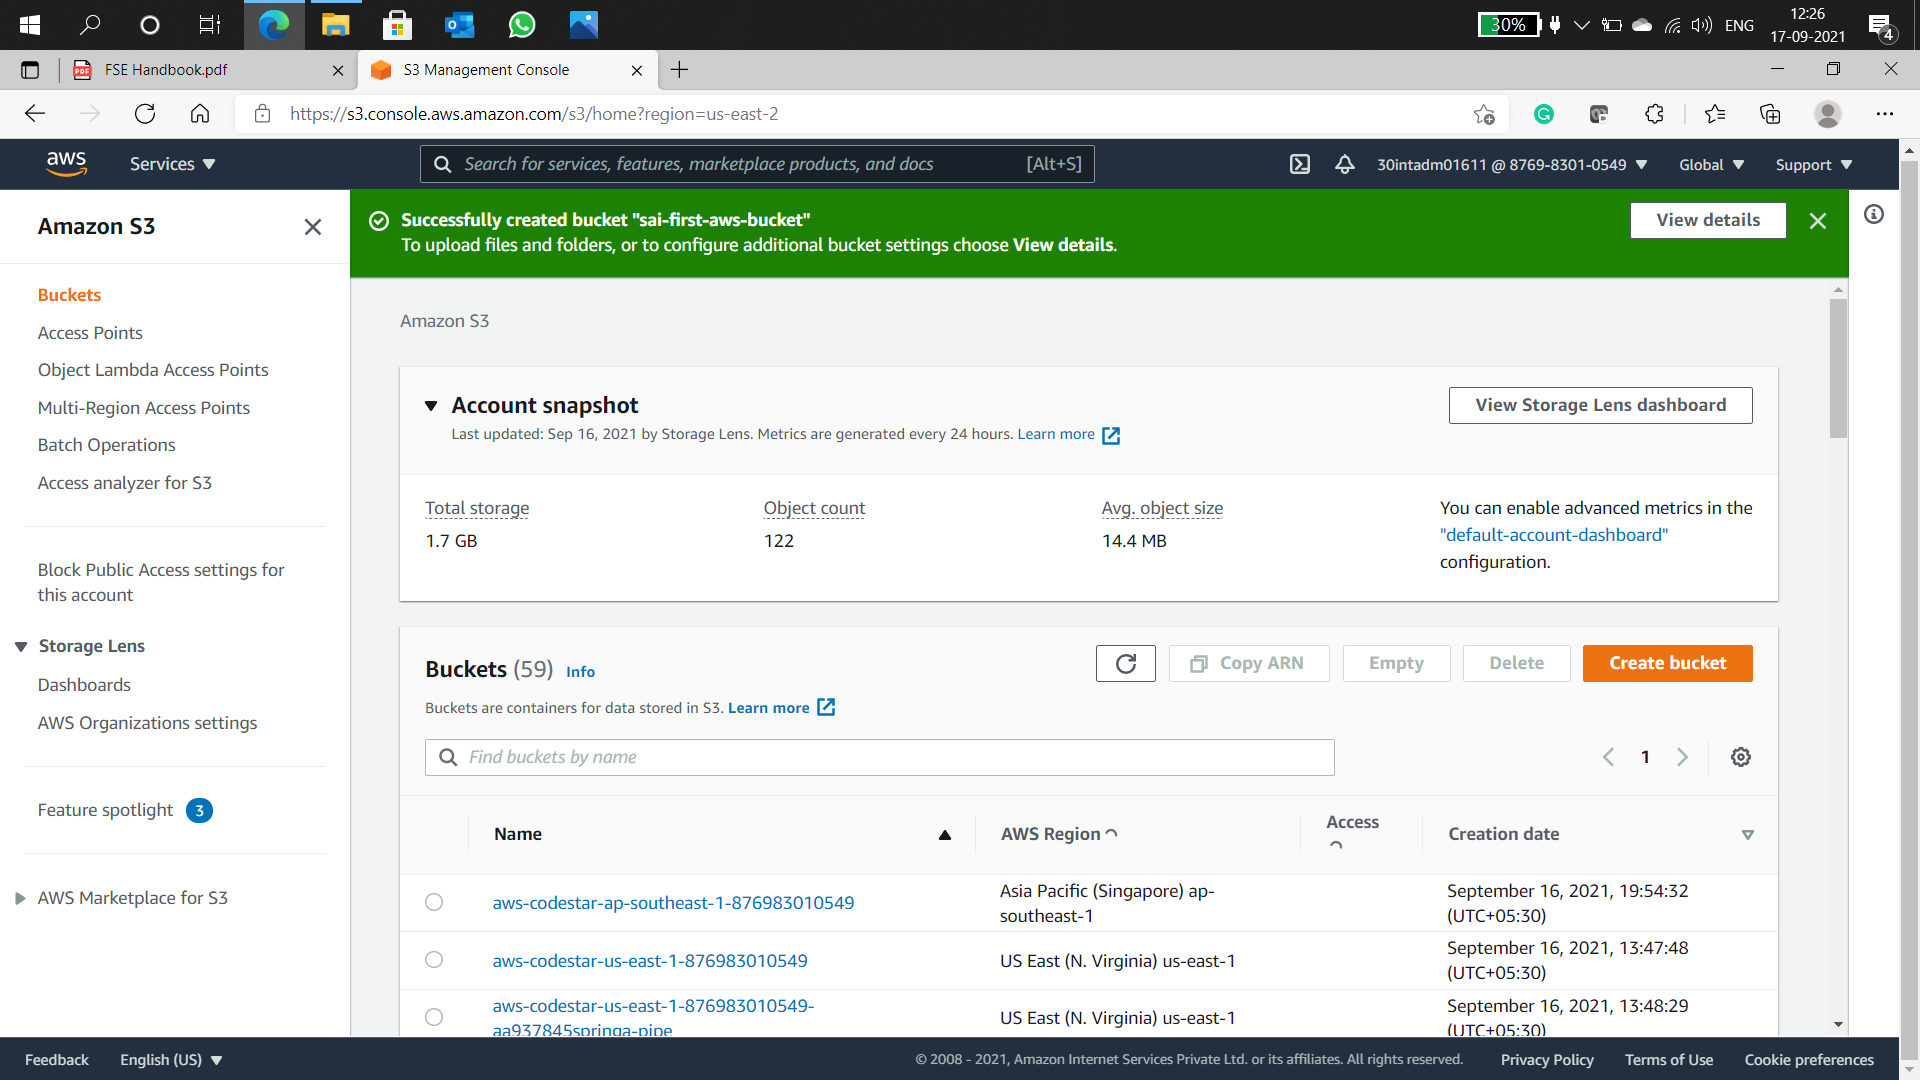 30%
ENG
12:26
17-09-2021
4
FSE Handbook.pdf
S3 Management Console
https://s3.console.aws.amazon.com/s3/home?region=us-east-2
aws
Services
Search for services, features, marketplace products, and docs
[Alt+S]
30intadm01611 @ 8769-8301-0549
Global
Support
Amazon S3
Buckets
Access Points
Object Lambda Access Points
Multi-Region Access Points
Batch Operations
Access analyzer for S3
Block Public Access settings for
this account
Storage Lens
Dashboards
AWS Organizations settings
Feature spotlight 3
AWS Marketplace for S3
Successfully created bucket "sai-first-aws-bucket"
To upload files and folders, or to configure additional bucket settings choose View details.
View details
Amazon S3
Account snapshot
Last updated: Sep 16, 2021 by Storage Lens. Metrics are generated every 24 hours. Learn more
View Storage Lens dashboard
Total storage
1.7 GB
Object count
122
Avg. object size
14.4 MB
You can enable advanced metrics in the
"default-account-dashboard"
configuration.
Buckets (59) Info
Copy ARN
Empty
Delete
Create bucket
Buckets are containers for data stored in S3. Learn more
Find buckets by name
1
Name
AWS Region
Access
Creation date
aws-codestar-ap-southeast-1-876983010549
Asia Pacific (Singapore) ap-
southeast-1
September 16, 2021, 19:54:32
(UTC+05:30)
aws-codestar-us-east-1-876983010549
US East (N. Virginia) us-east-1
September 16, 2021, 13:47:48
(UTC+05:30)
aws-codestar-us-east-1-876983010549-
aa937845springa-pipe
US East (N. Virginia) us-east-1
September 16, 2021, 13:48:29
(UTC+05:30)
Feedback
English (US)
© 2008 - 2021, Amazon Internet Services Private Ltd. or its affiliates. All rights reserved.
Privacy Policy
Terms of Use
Cookie preferences